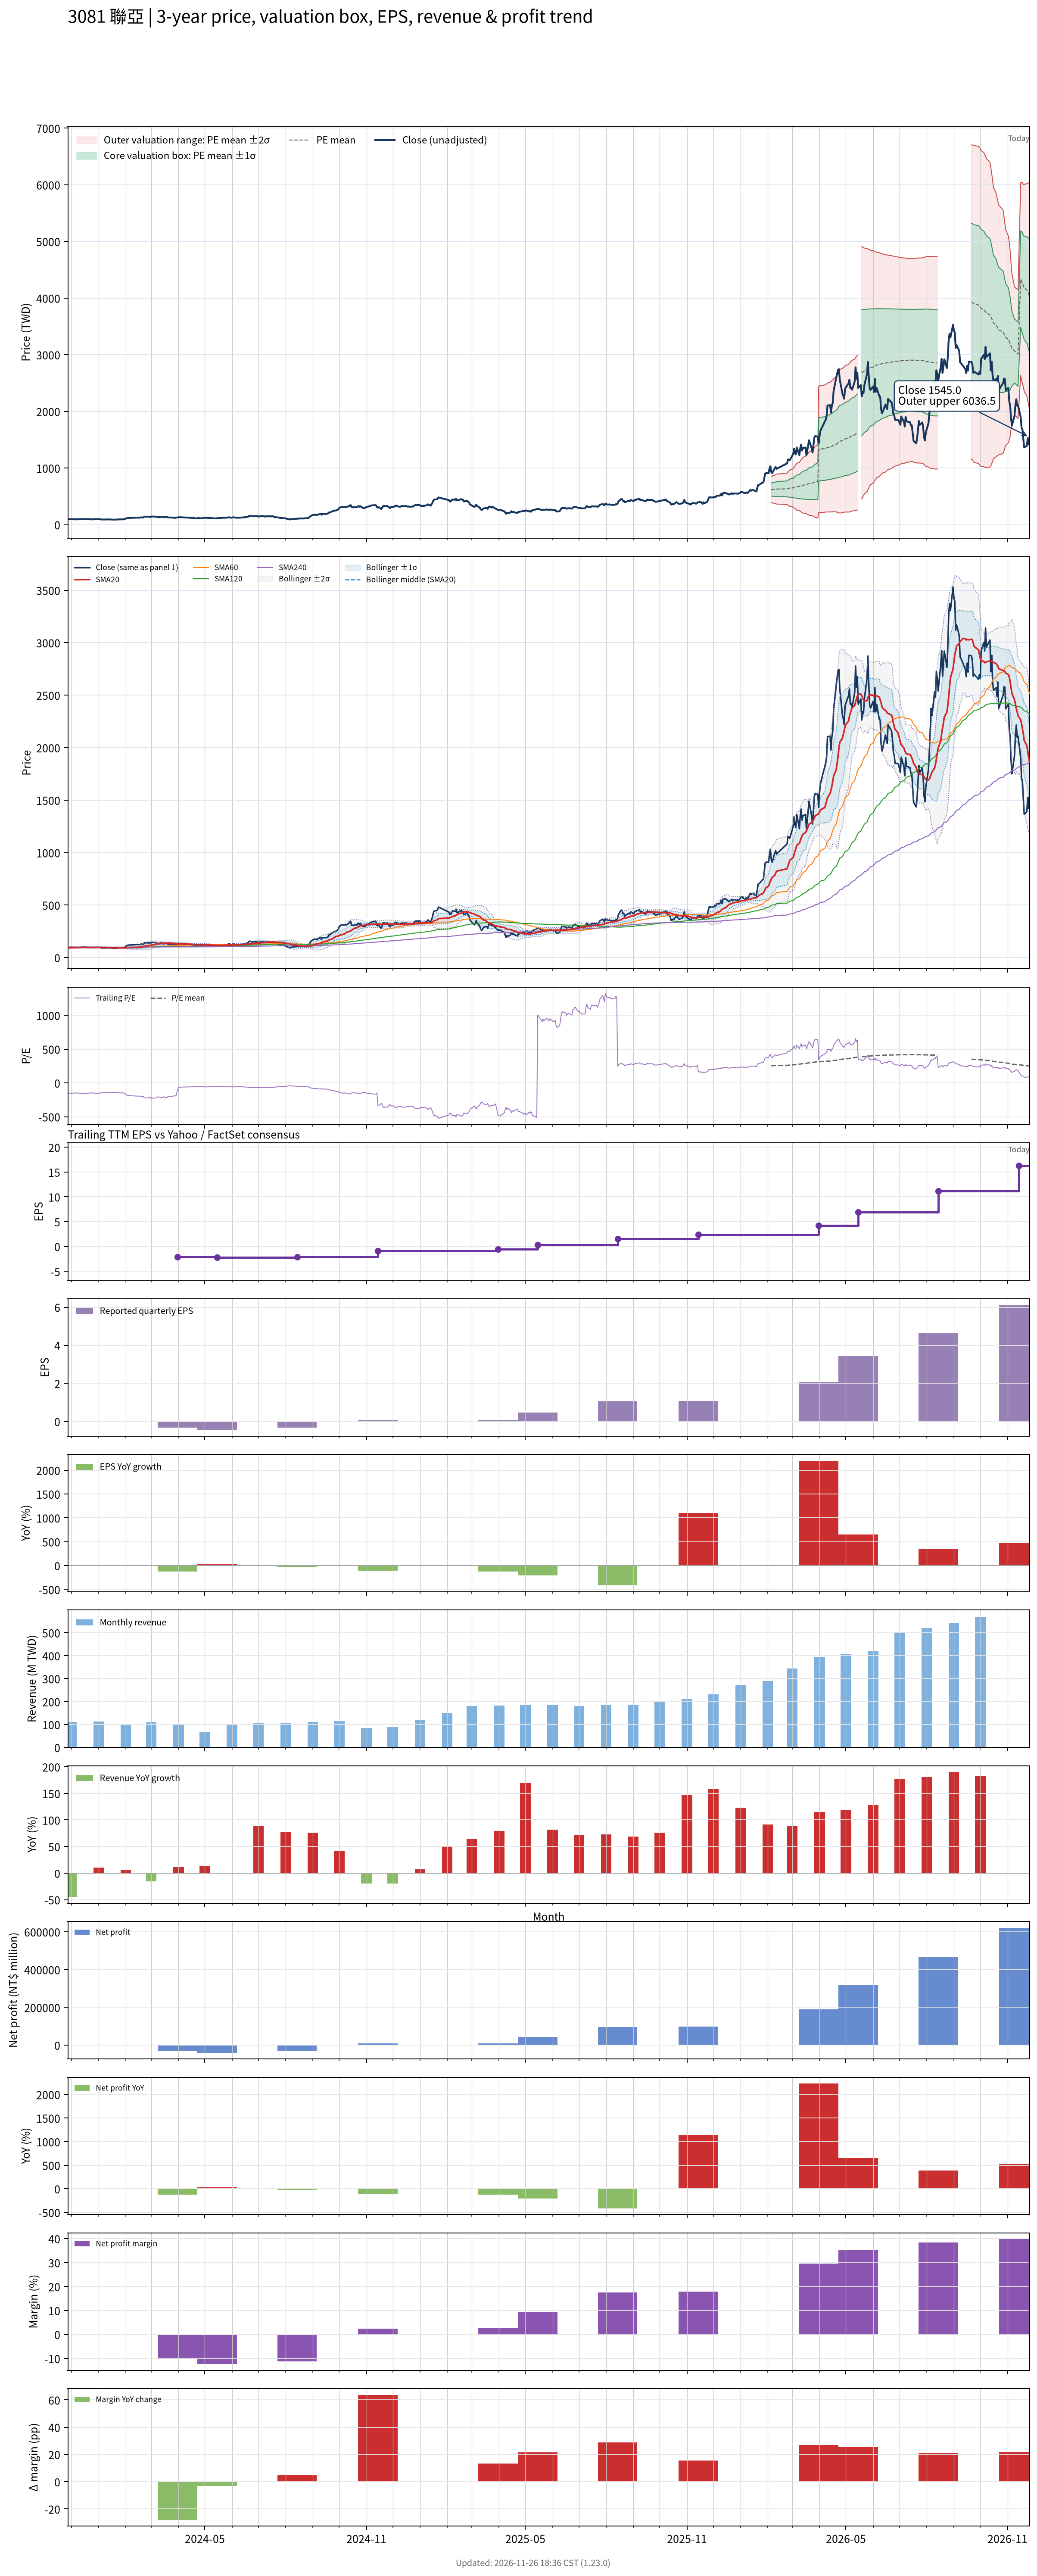 3081 聯亞 | 3-year price, valuation box, EPS, revenue & profit trend
Outer valuation range: PE mean ±2σ
Core valuation box: PE mean ±1σ
PE mean
Close (unadjusted)
Today
Price (TWD)
7000
6000
5000
4000
3000
2000
1000
0
Close 1545.0
Outer upper 6036.5
Close (same as panel 1)
SMA20
SMA60
SMA120
SMA240
Bollinger ±2σ
Bollinger ±1σ
Bollinger middle (SMA20)
Price
3500
3000
2500
2000
1500
1000
500
0
Trailing P/E
P/E mean
P/E
1000
500
0
-500
Trailing TTM EPS vs Yahoo / FactSet consensus
Today
EPS
20
15
10
5
0
-5
Reported quarterly EPS
EPS
6
4
2
0
EPS YoY growth
YoY (%)
2000
1500
1000
500
0
-500
Monthly revenue
Revenue (M TWD)
500
400
300
200
100
0
Revenue YoY growth
YoY (%)
200
150
100
50
0
-50
Month
Net profit
Net profit (NT$ million)
600000
400000
200000
0
Net profit YoY
YoY (%)
2000
1500
1000
500
0
-500
Net profit margin
Margin (%)
40
30
20
10
0
-10
Margin YoY change
Δ margin (pp)
60
40
20
0
-20
2024-05
2024-11
2025-05
2025-11
2026-05
2026-11
Updated: 2026-11-26 18:36 CST (1.23.0)